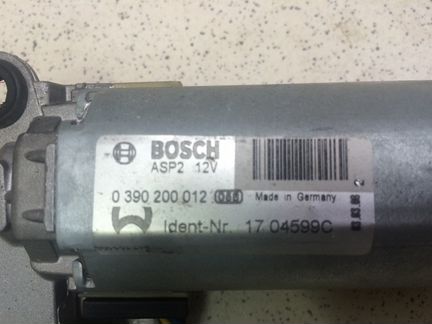 BOSCH
ASP2 12V
0 390 200 012 Made in Germany
Ident-Nr. 17 04599C